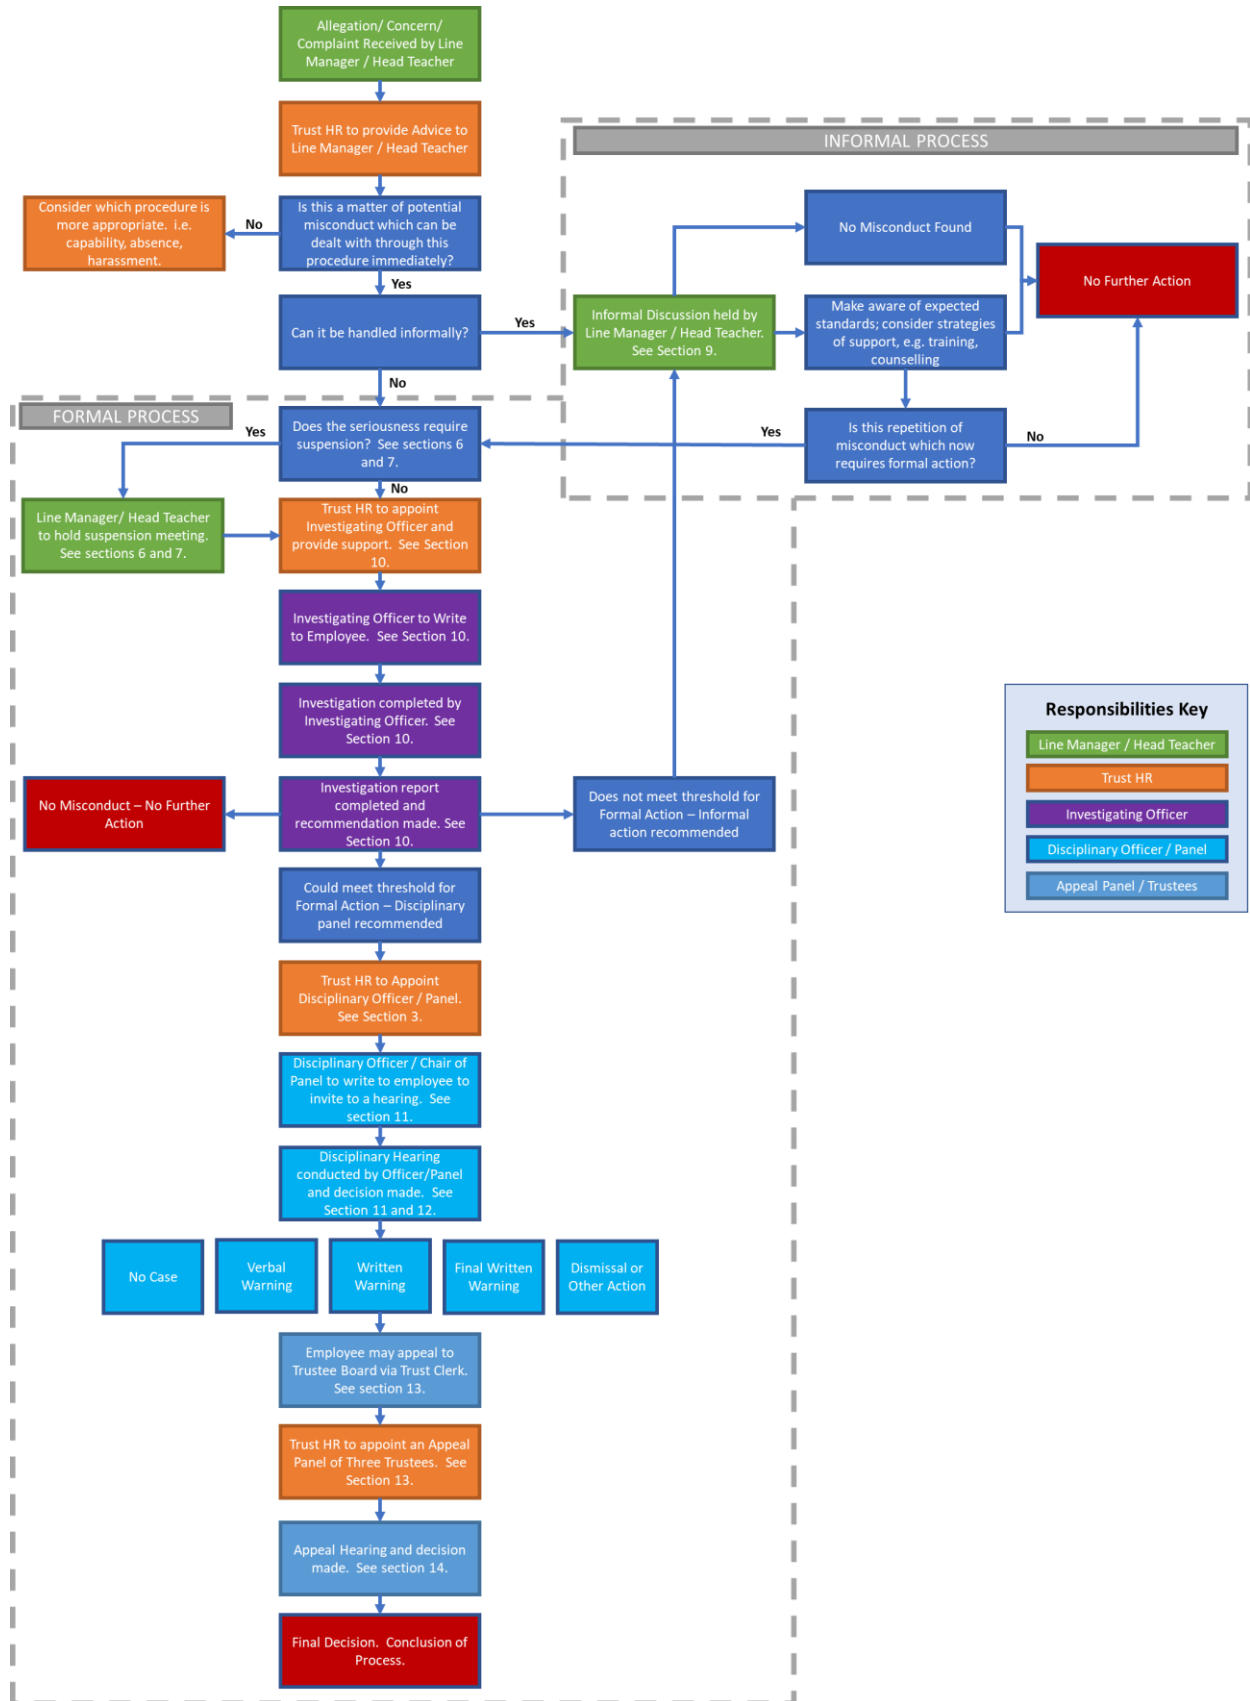 Allegation/ Concern/
Complaint Received by Line
Manager / Head Teacher
Trust HR to provide Advice to
Line Manager / Head Teacher
INFORMAL PROCESS
Consider which procedure is
more appropriate.  i.e.
capability, absence,
harassment.
No
Is this a matter of potential
misconduct which can be
dealt with through this
procedure immediately?
No Misconduct Found
No Further Action
Yes
Can it be handled informally?
Yes
Informal Discussion held by
Line Manager / Head Teacher.
See Section 9.
Make aware of expected
standards; consider strategies
of support, e.g. training,
counselling
No
FORMAL PROCESS
Yes
Does the seriousness require
suspension?  See sections 6
and 7.
Yes
Is this repetition of
misconduct which now
requires formal action?
No
No
Line Manager/ Head Teacher
to hold suspension meeting.
See sections 6 and 7.
Trust HR to appoint
Investigating Officer and
provide support.  See Section
10.
Investigating Officer to Write
to Employee.  See Section 10.
Investigation completed by
Investigating Officer.  See
Section 10.
No Misconduct – No Further
Action
Investigation report
completed and
recommendation made. See
Section 10.
Does not meet threshold for
Formal Action – Informal
action recommended
Responsibilities Key
Line Manager / Head Teacher
Trust HR
Investigating Officer
Disciplinary Officer / Panel
Appeal Panel / Trustees
Could meet threshold for
Formal Action – Disciplinary
panel recommended
Trust HR to Appoint
Disciplinary Officer / Panel.
See Section 3.
Disciplinary Officer / Chair of
Panel to write to employee to
invite to a hearing.  See
section 11.
Disciplinary Hearing
conducted by Officer/Panel
and decision made.  See
Section 11 and 12.
No Case
Verbal
Warning
Written
Warning
Final Written
Warning
Dismissal or
Other Action
Employee may appeal to
Trustee Board via Trust Clerk.
See section 13.
Trust HR to appoint an Appeal
Panel of Three Trustees.  See
Section 13.
Appeal Hearing and decision
made.  See section 14.
Final Decision.  Conclusion of
Process.